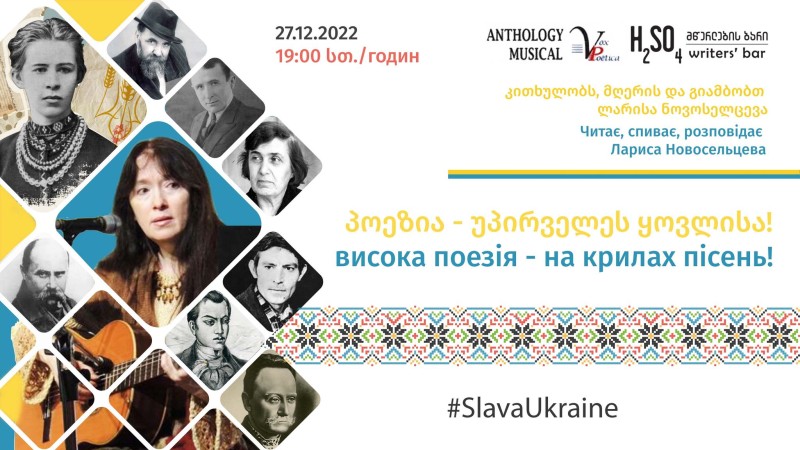 27.12.2022
19:00 სთ./годин
ANTHOLOGY
MUSICAL
Vox
Poetica
H2SO4
მწერლების ბარი
writers' bar
კითხულობს, მღერის და გიამბობთ
ლარისა ნოვოსელცევა
Читає, співає, розповідає
Лариса Новосельцева
პოეზია - უპირველეს ყოვლისა!
висока поезія - на крилах пісень!
#SlavaUkraine